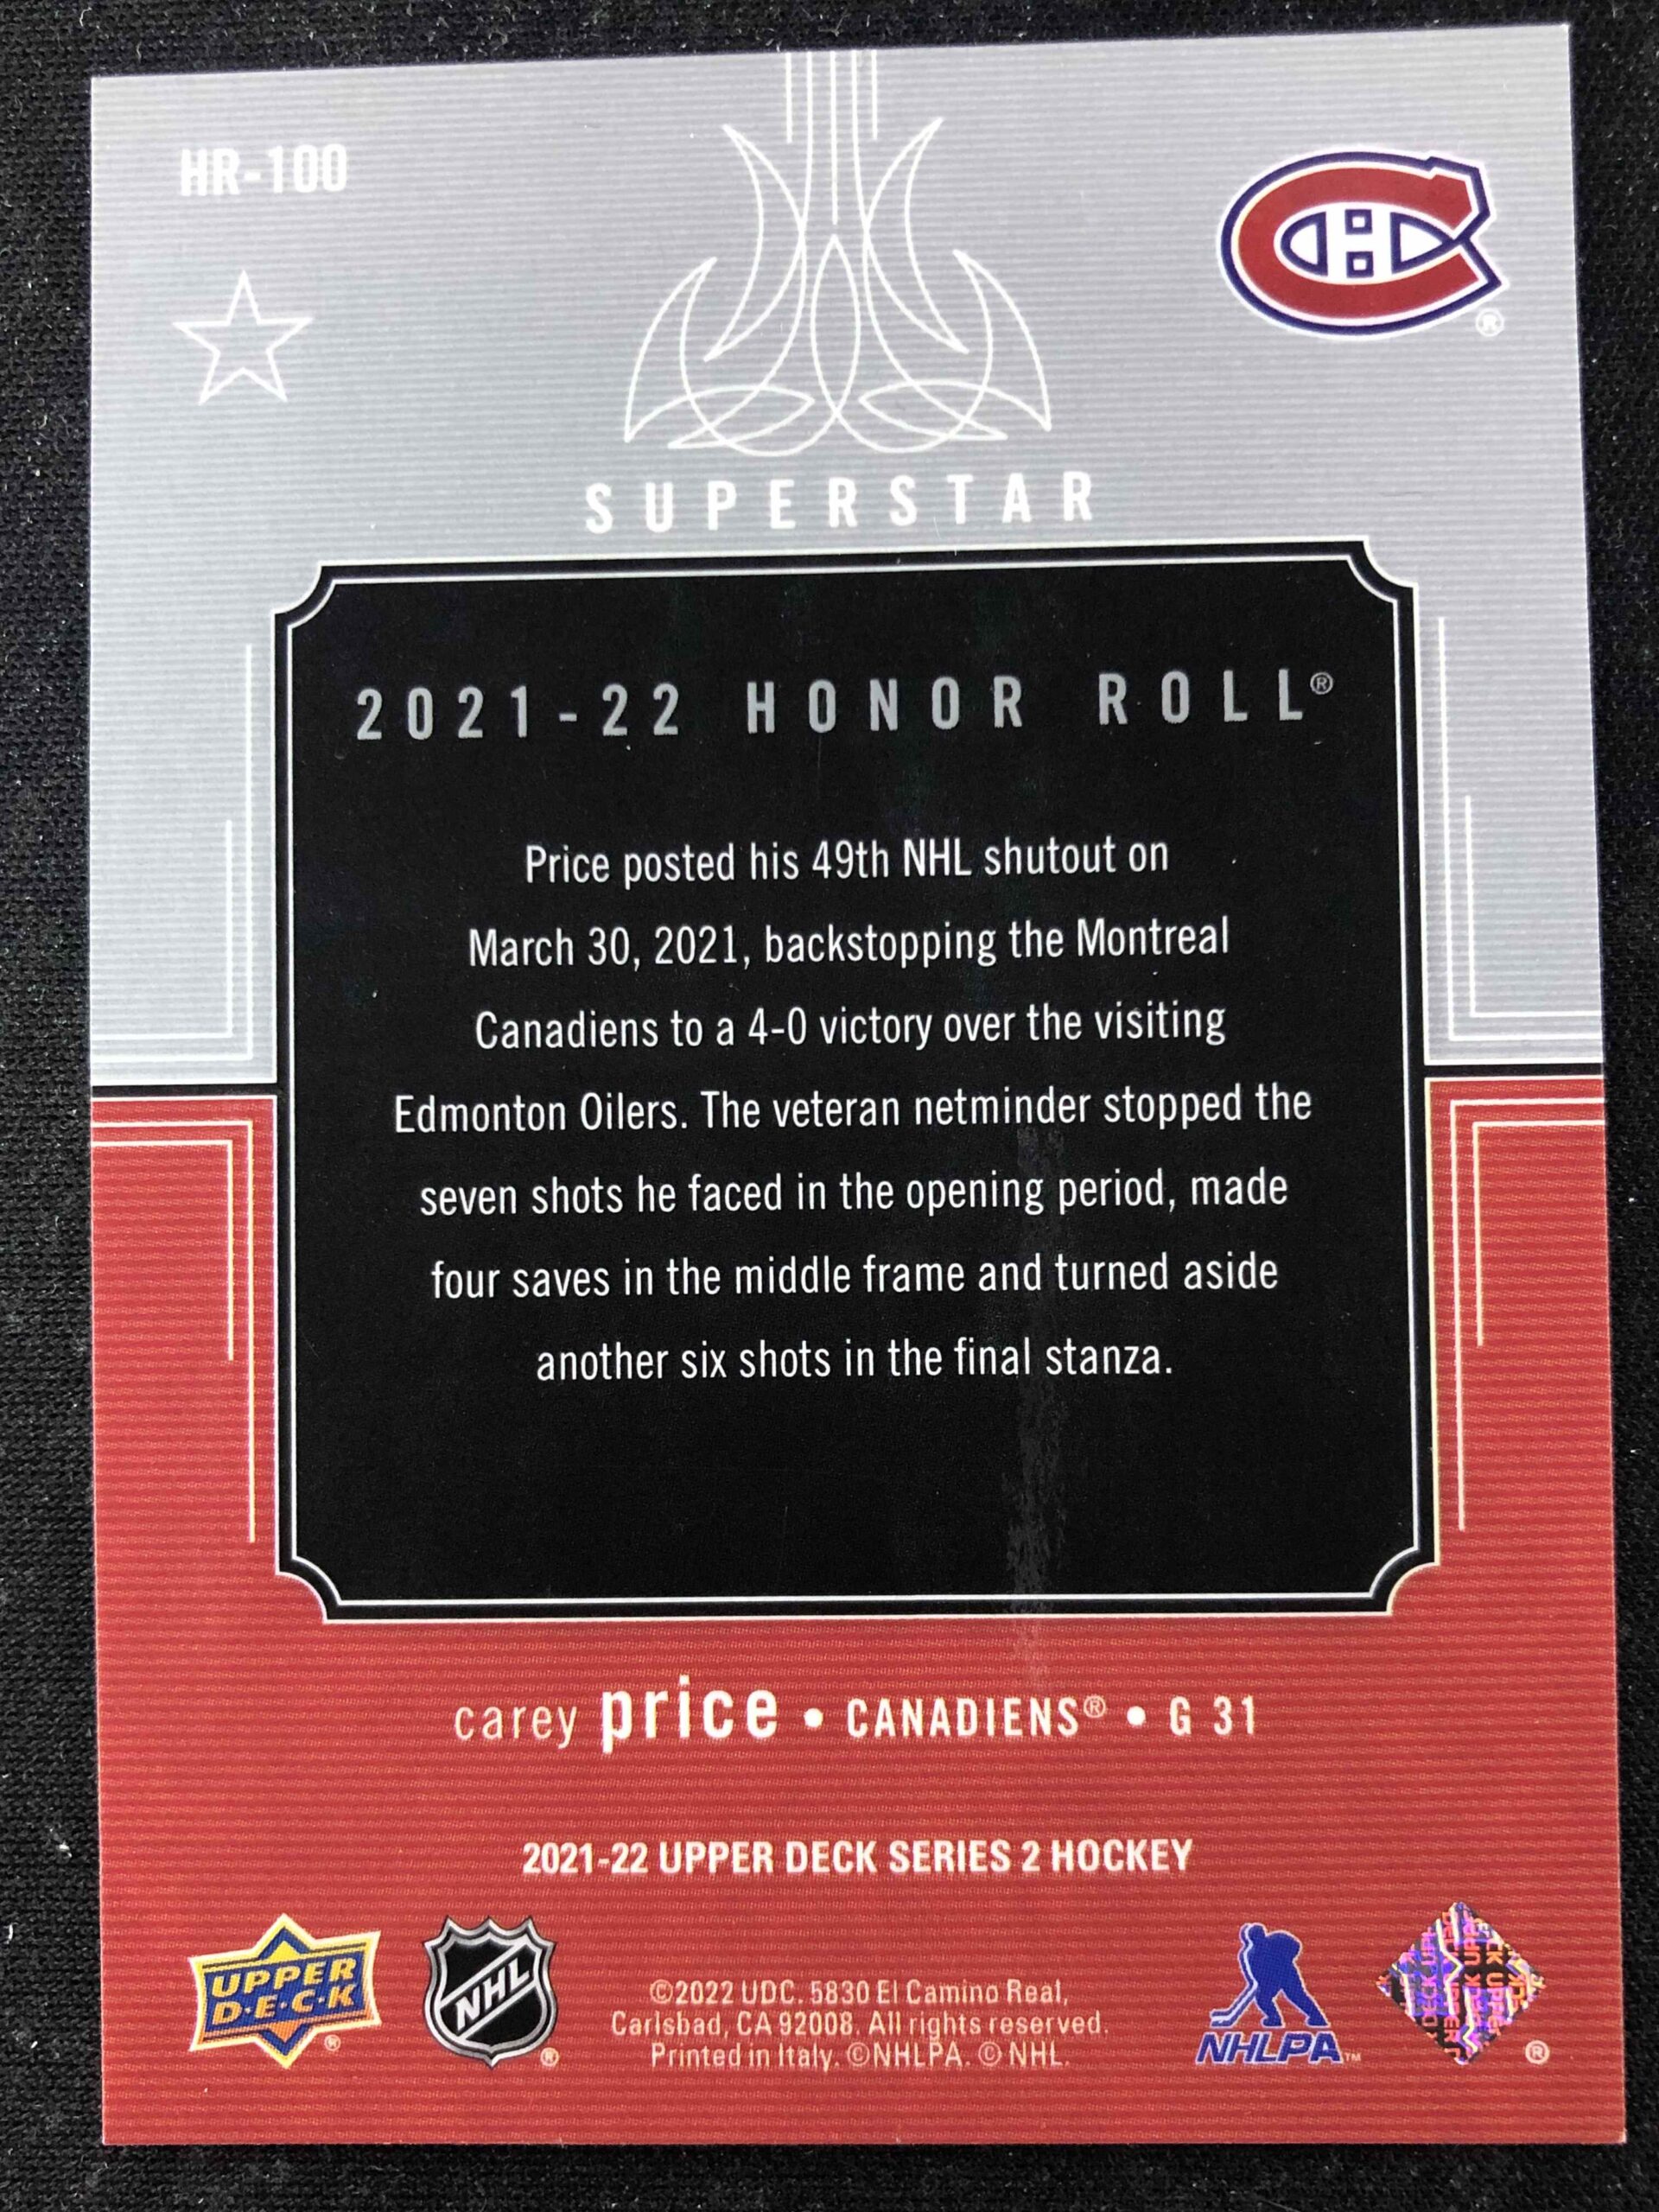 HR-100
SUPERSTAR
2021-22 HONOR ROLL®
Price posted his 49th NHL shutout on
March 30, 2021, backstopping the Montreal
Canadiens to a 4-0 victory over the visiting
Edmonton Oilers. The veteran netminder stopped the
seven shots he faced in the opening period, made
four saves in the middle frame and turned aside
another six shots in the final stanza.
carey price • CANADIENS® • G 31
2021-22 UPPER DECK SERIES 2 HOCKEY
UPPER
D•E•C•K
®
NHL
®
©2022 UDC. 5830 El Camino Real,
Carlsbad, CA 92008. All rights reserved.
Printed in Italy. ©NHLPA. © NHL.
NHLPA™
®